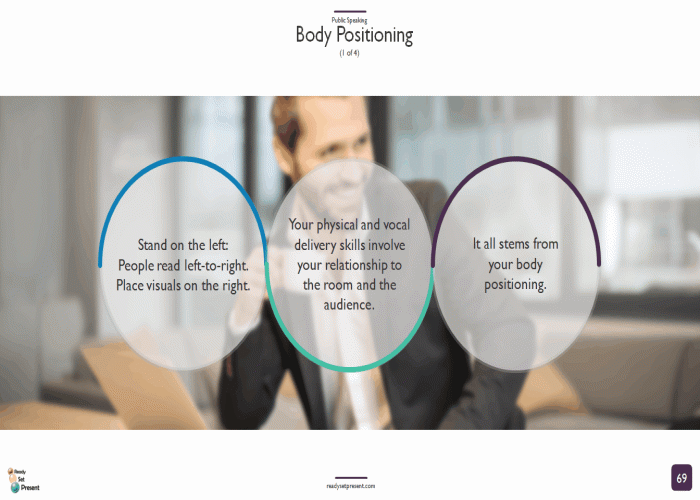 Public Speaking
Body Positioning
(1 of 4)
Stand on the left:
People read left-to-right.
Place visuals on the right.
Your physical and vocal
delivery skills involve
your relationship to
the room and the
audience.
It all stems from
your body
positioning.
Ready
Set
Present
readysetpresent.com
69